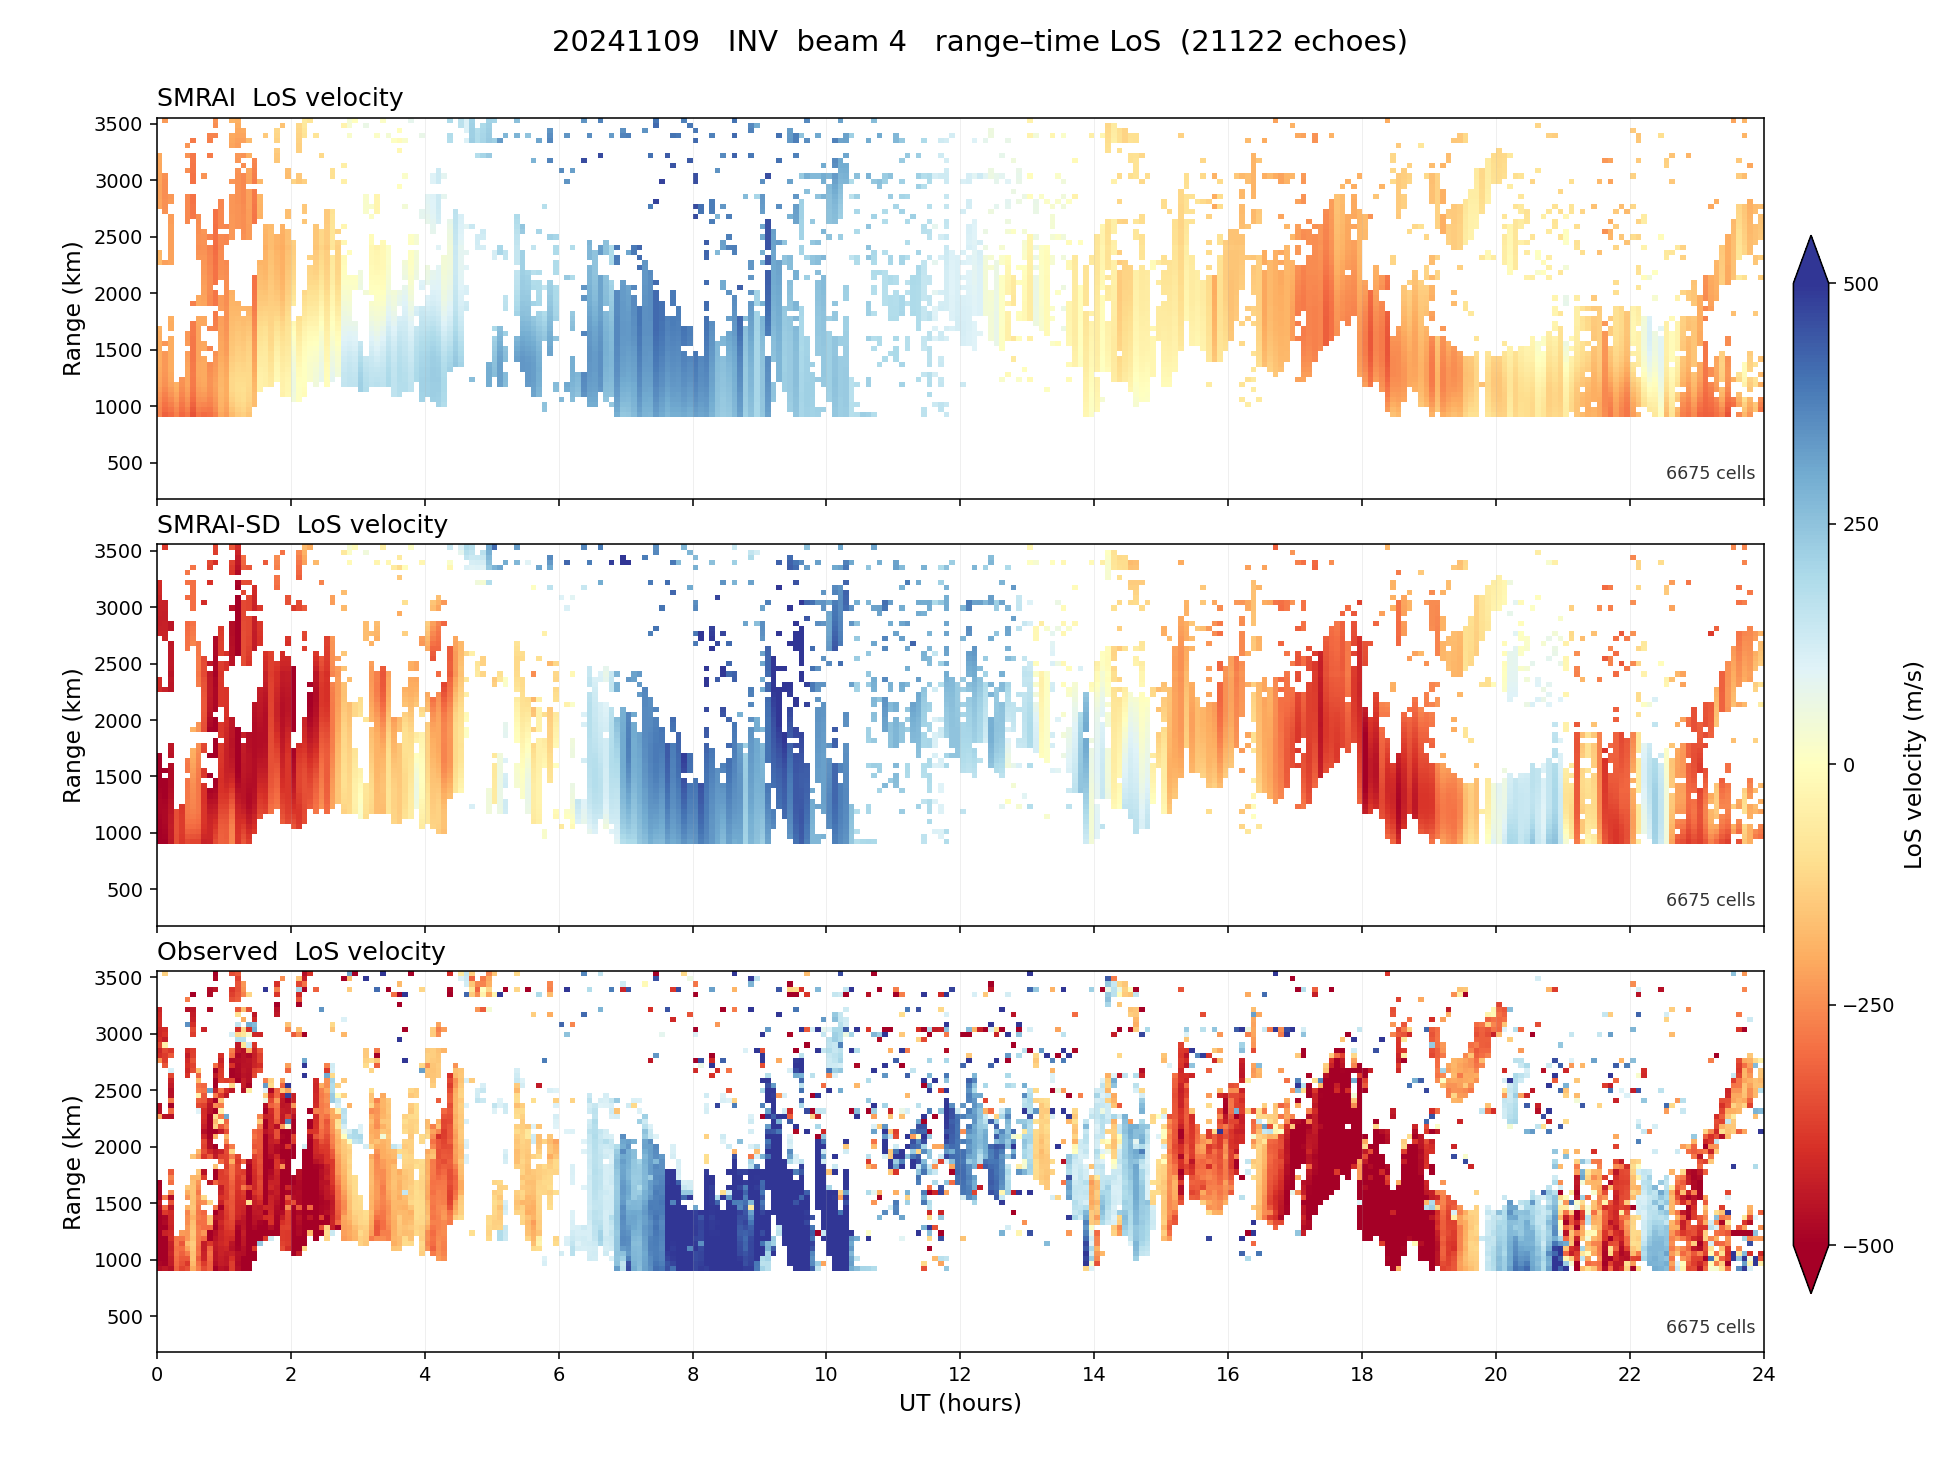 20241109   INV  beam 4   range–time LoS  (21122 echoes)
SMRAI  LoS velocity
3500
3000
2500
2000
1500
1000
500
Range (km)
6675 cells
SMRAI-SD  LoS velocity
3500
3000
2500
2000
1500
1000
500
Range (km)
6675 cells
Observed  LoS velocity
3500
3000
2500
2000
1500
1000
500
Range (km)
6675 cells
0 2 4 6 8 10 12 14 16 18 20 22 24
UT (hours)
500
250
0
−250
−500
LoS velocity (m/s)